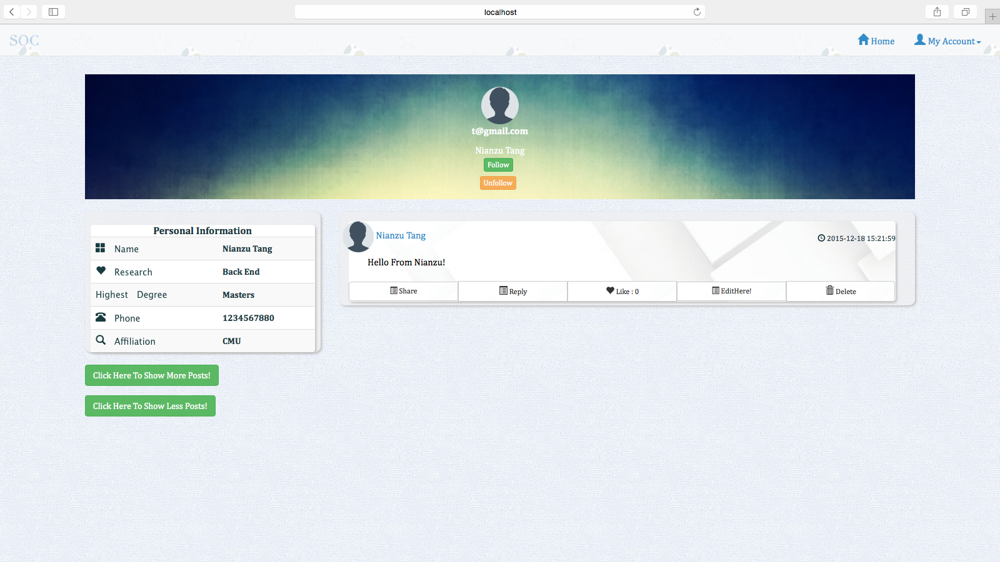 localhost
SOC
Home
My Account
t@gmail.com
Nianzu Tang
Follow
Unfollow
Personal Information
Name Nianzu Tang
Research Back End
Highest Degree Masters
Phone 1234567880
Affiliation CMU
Click Here To Show More Posts!
Click Here To Show Less Posts!
Nianzu Tang
2015-12-18 15:21:59
Hello From Nianzu!
Share
Reply
Like : 0
EditHere!
Delete